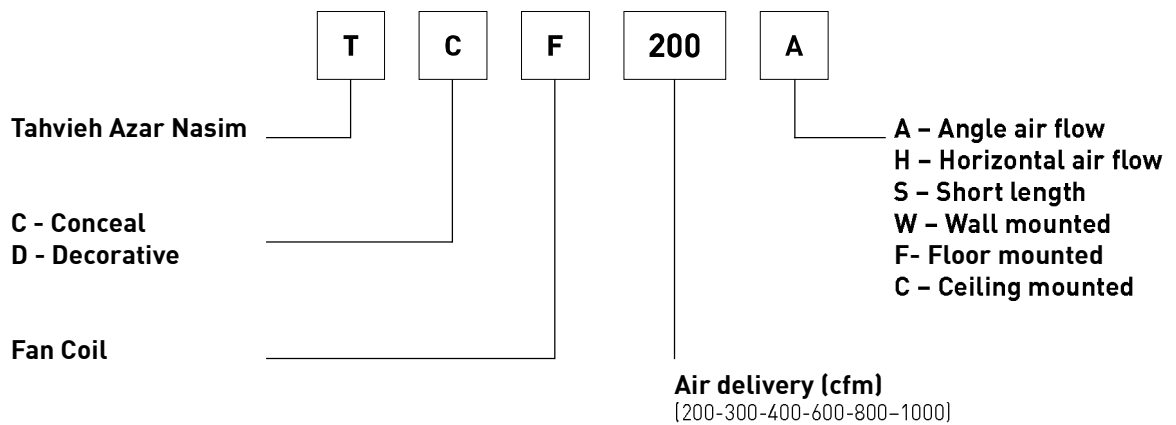 T C F 200 A
Tahvieh Azar Nasim
C - Conceal
D - Decorative
Fan Coil
Air delivery (cfm)
(200-300-400-600-800–1000)
A – Angle air flow
H – Horizontal air flow
S – Short length
W – Wall mounted
F- Floor mounted
C – Ceiling mounted